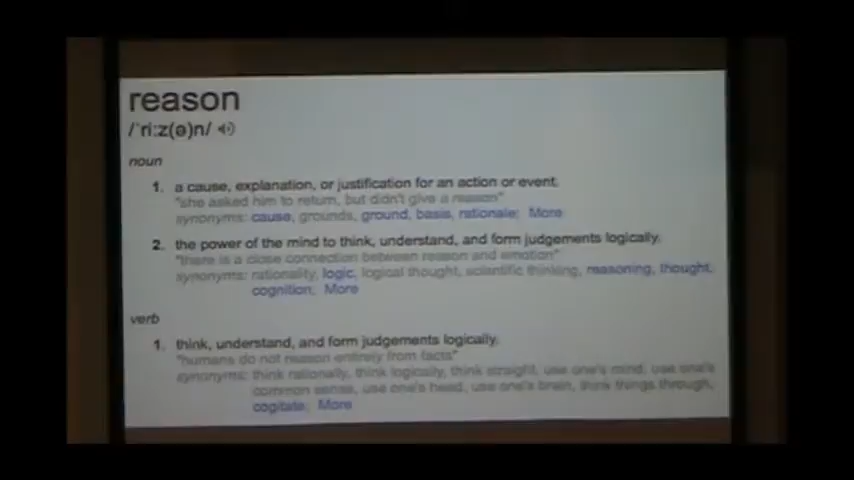 reason
/ˈriːz(ə)n/
noun
1. a cause, explanation, or justification for an action or event.
"she asked him to return, but didn't give a reason"
synonyms: cause, grounds, ground, basis, rationale; More
2. the power of the mind to think, understand, and form judgements logically.
"there is a close connection between reason and emotion"
synonyms: rationality, logic, logical thought, scientific thinking, reasoning, thought,
cognition; More
verb
1. think, understand, and form judgements logically.
"humans do not reason entirely from facts"
synonyms: think rationally, think logically, think straight, use one's mind, use one's
common sense, use one's head, use one's brain, think things through,
cogitate; More